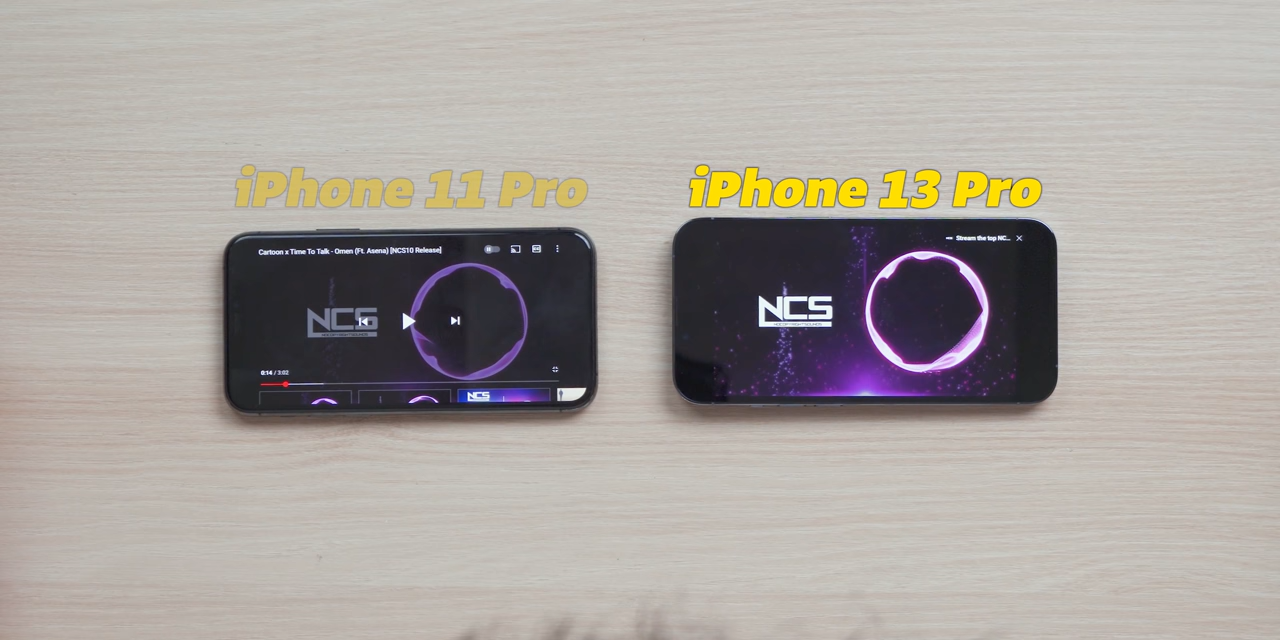 iPhone 11 Pro
iPhone 13 Pro
Cartoon x Time To Talk - Omen (Ft. Asena) [NCS10 Release]
NCS
0:14 / 3:02
NCS
Stream the top NC...
NCS
NOCOPYRIGHTSOUNDS